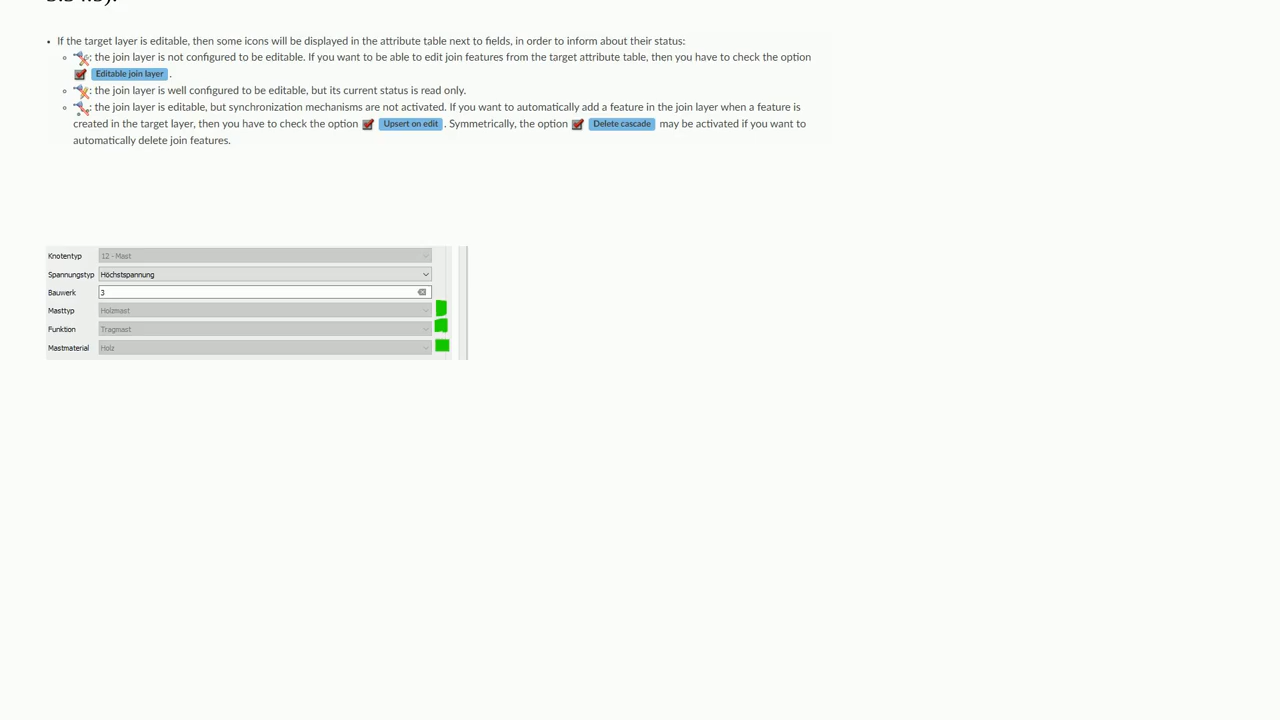 If the target layer is editable, then some icons will be displayed in the attribute table next to fields, in order to inform about their status:
: the join layer is not configured to be editable. If you want to be able to edit join features from the target attribute table, then you have to check the option
Editable join layer .
: the join layer is well configured to be editable, but its current status is read only.
: the join layer is editable, but synchronization mechanisms are not activated. If you want to automatically add a feature in the join layer when a feature is
created in the target layer, then you have to check the option Upsert on edit . Symmetrically, the option Delete cascade may be activated if you want to
automatically delete join features.
Knotentyp 12 - Mast
Spannungstyp Höchstspannung
Bauwerk 3
Masttyp Holzmast
Funktion Tragmast
Mastmaterial Holz